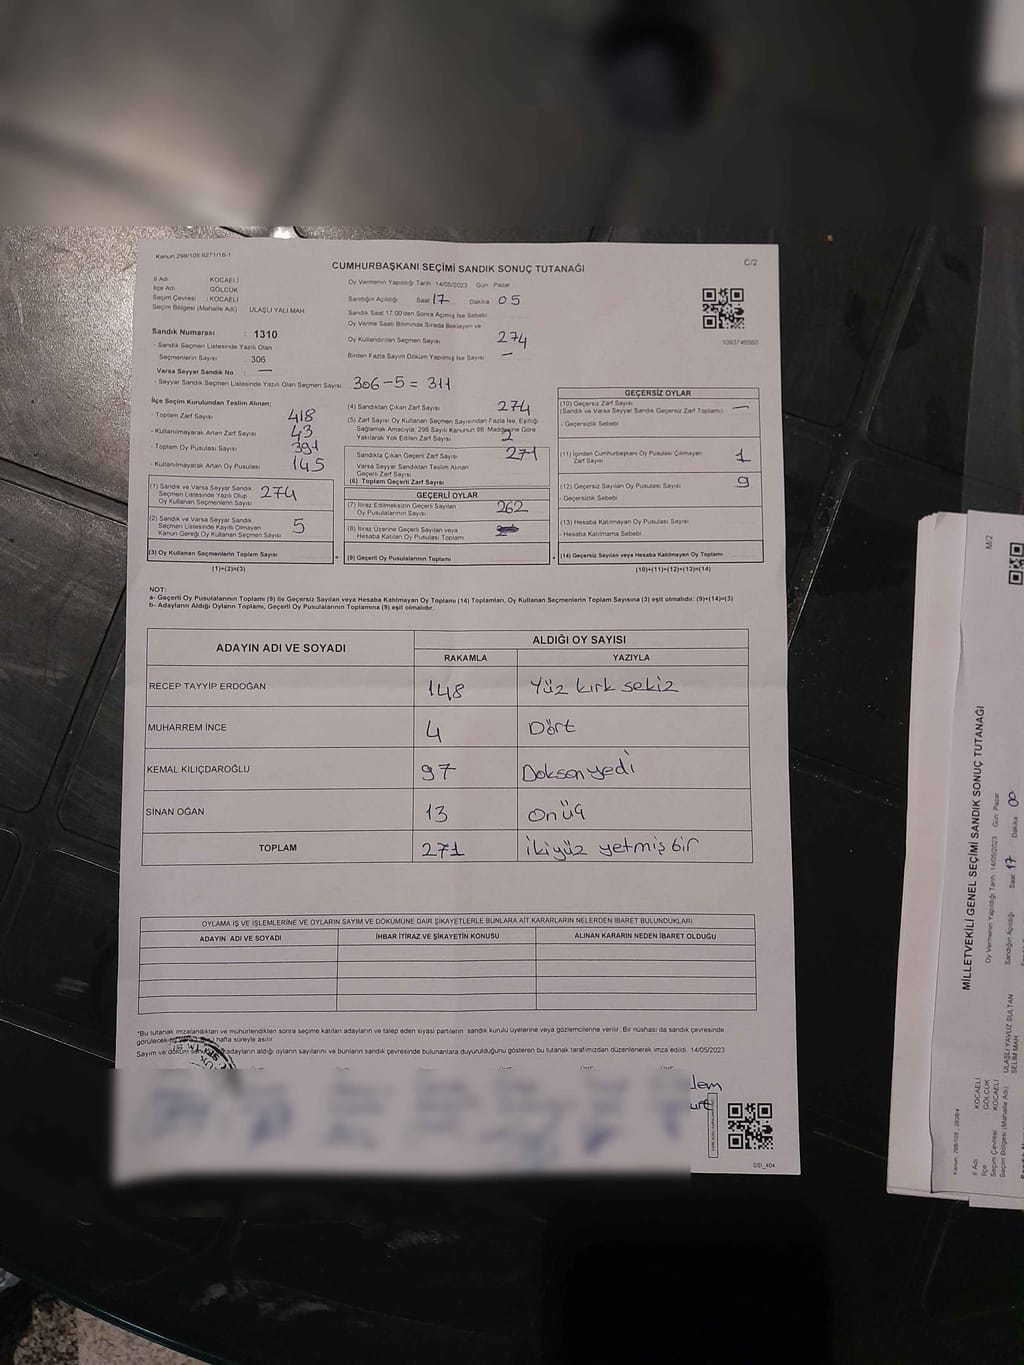 Kanun 298/105:6271/16-1
CUMHURBAŞKANI SEÇİMİ SANDIK SONUÇ TUTANAĞI
C/2
İl Adı KOCAELİ
İlçe Adı GÖLCÜK
Seçim Çevresi : KOCAELİ
Seçim Bölgesi (Mahalle Adı) ULAŞLI YALI MAH
Oy Vermenin Yapıldığı Tarih :14/05/2023 Gün :Pazar
Sandığın Açıldığı Saat 17 Dakika 05
Sandık Saat 17:00'den Sonra Açılmış İse Sebebi
Oy Verme Saati Bitiminde Sırada Bekleyen ve
Oy Kullandırılan Seçmen Sayısı 274
Birden Fazla Sayım Döküm Yapılmış İse Sayısı —
1093746580
Sandık Numarası : 1310
- Sandık Seçmen Listesinde Yazılı Olan
Seçmenlerin Sayısı : 306
Varsa Seyyar Sandık No : —
- Seyyar Sandık Seçmen Listesinde Yazılı Olan Seçmen Sayısı: 306-5=311
İlçe Seçim Kurulundan Teslim Alınan;
- Toplam Zarf Sayısı 418
- Kullanılmayarak Artan Zarf Sayısı 43
- Toplam Oy Pusulası Sayısı 391
- Kullanılmayarak Artan Oy Pusulası 145
(1) Sandık ve Varsa Seyyar Sandık
Seçmen Listesinde Yazılı Olup
Oy Kullanan Seçmenlerin Sayısı 274
(2) Sandık ve Varsa Seyyar Sandık
Seçmen Listesinde Kayıtlı Olmayan
Kanun Gereği Oy Kullanan Seçmen Sayısı 5
(3) Oy Kullanan Seçmenlerin Toplam Sayısı
(1)+(2)=(3)
=
(4) Sandıktan Çıkan Zarf Sayısı 274
(5) Zarf Sayısı Oy Kullanan Seçmen Sayısından Fazla İse, Eşitliği
Sağlamak Amacıyla; 298 Sayılı Kanunun 98. Maddesine Göre
Yakılarak Yok Edilen Zarf Sayısı 2
Sandıkta Çıkan Geçerli Zarf Sayısı 271
Varsa Seyyar Sandıktan Teslim Alınan
Geçerli Zarf Sayısı
(6) Toplam Geçerli Zarf Sayısı
GEÇERLİ OYLAR
(7) İtiraz Edilmeksizin Geçerli Sayılan
Oy Pusulalarının Sayısı 262
(8) İtiraz Üzerine Geçerli Sayılan veya
Hesaba Katılan Oy Pusulası Toplamı
(9) Geçerli Oy Pusulalarının Toplamı
+
GEÇERSİZ OYLAR
(10) Geçersiz Zarf Sayısı —
(Sandık ve Varsa Seyyar Sandık Geçersiz Zarf Toplamı)
- Geçersizlik Sebebi
(11) İçinden Cumhurbaşkanı Oy Pusulası Çıkmayan
Zarf Sayısı 1
(12) Geçersiz Sayılan Oy Pusulası Sayısı 9
- Geçersizlik Sebebi
(13) Hesaba Katılmayan Oy Pusulası Sayısı
- Hesaba Katılmama Sebebi
(14) Geçersiz Sayılan veya Hesaba Katılmayan Oy Toplamı
(10)+(11)+(12)+(13)=(14)
NOT:
a- Geçerli Oy Pusulalarının Toplamı (9) ile Geçersiz Sayılan veya Hesaba Katılmayan Oy Toplamı (14) Toplamları, Oy Kullanan Seçmenlerin Toplam Sayısına (3) eşit olmalıdır. (9)+(14)=(3)
b- Adayların Aldığı Oyların Toplamı, Geçerli Oy Pusulalarının Toplamına (9) eşit olmalıdır.
ADAYIN ADI VE SOYADI
ALDIĞI OY SAYISI
RAKAMLA YAZIYLA
RECEP TAYYİP ERDOĞAN 148 Yüz kırk sekiz
MUHARREM İNCE 4 Dört
KEMAL KILIÇDAROĞLU 97 Doksan yedi
SİNAN OĞAN 13 Onüç
TOPLAM 271 İkiyüz yetmiş bir
OYLAMA İŞ VE İŞLEMLERİNE VE OYLARIN SAYIM VE DÖKÜMÜNE DAİR ŞİKAYETLERLE BUNLARA AİT KARARLARIN NELERDEN İBARET BULUNDUKLARI
ADAYIN ADI VE SOYADI İHBAR İTİRAZ VE ŞİKAYETİN KONUSU ALINAN KARARIN NEDEN İBARET OLDUĞU
*Bu tutanak imzalandıktan ve mühürlendikten sonra seçime katılan adayların ve talep eden siyasi partilerin sandık kurulu üyelerine veya gözlemcilerine verilir. Bir nüshası da sandık çevresinde
hafta süreyle asılır.
Sayım ve döküm adayların aldığı oyların sayılarını ve bunların sandık çevresinde bulunanlara duyurulduğunu gösteren bu tutanak tarafımızdan düzenlenerek imza edildi. 14/05/2023
SSI_404
M/2
MİLLETVEKİLİ GENEL SEÇİMİ SANDIK SONUÇ TUTANAĞI
Oy Vermenin Yapıldığı Tarih :14/05/2023 Gün :Pazar
Sandığın Açıldığı Saat 17 Dakika 00
İl Adı KOCAELİ
İlçe GÖLCÜK
Seçim Çevresi KOCAELİ
Seçim Bölgesi (Mahalle Adı) ULAŞLI YAVUZ SULTAN
SELİM MAH